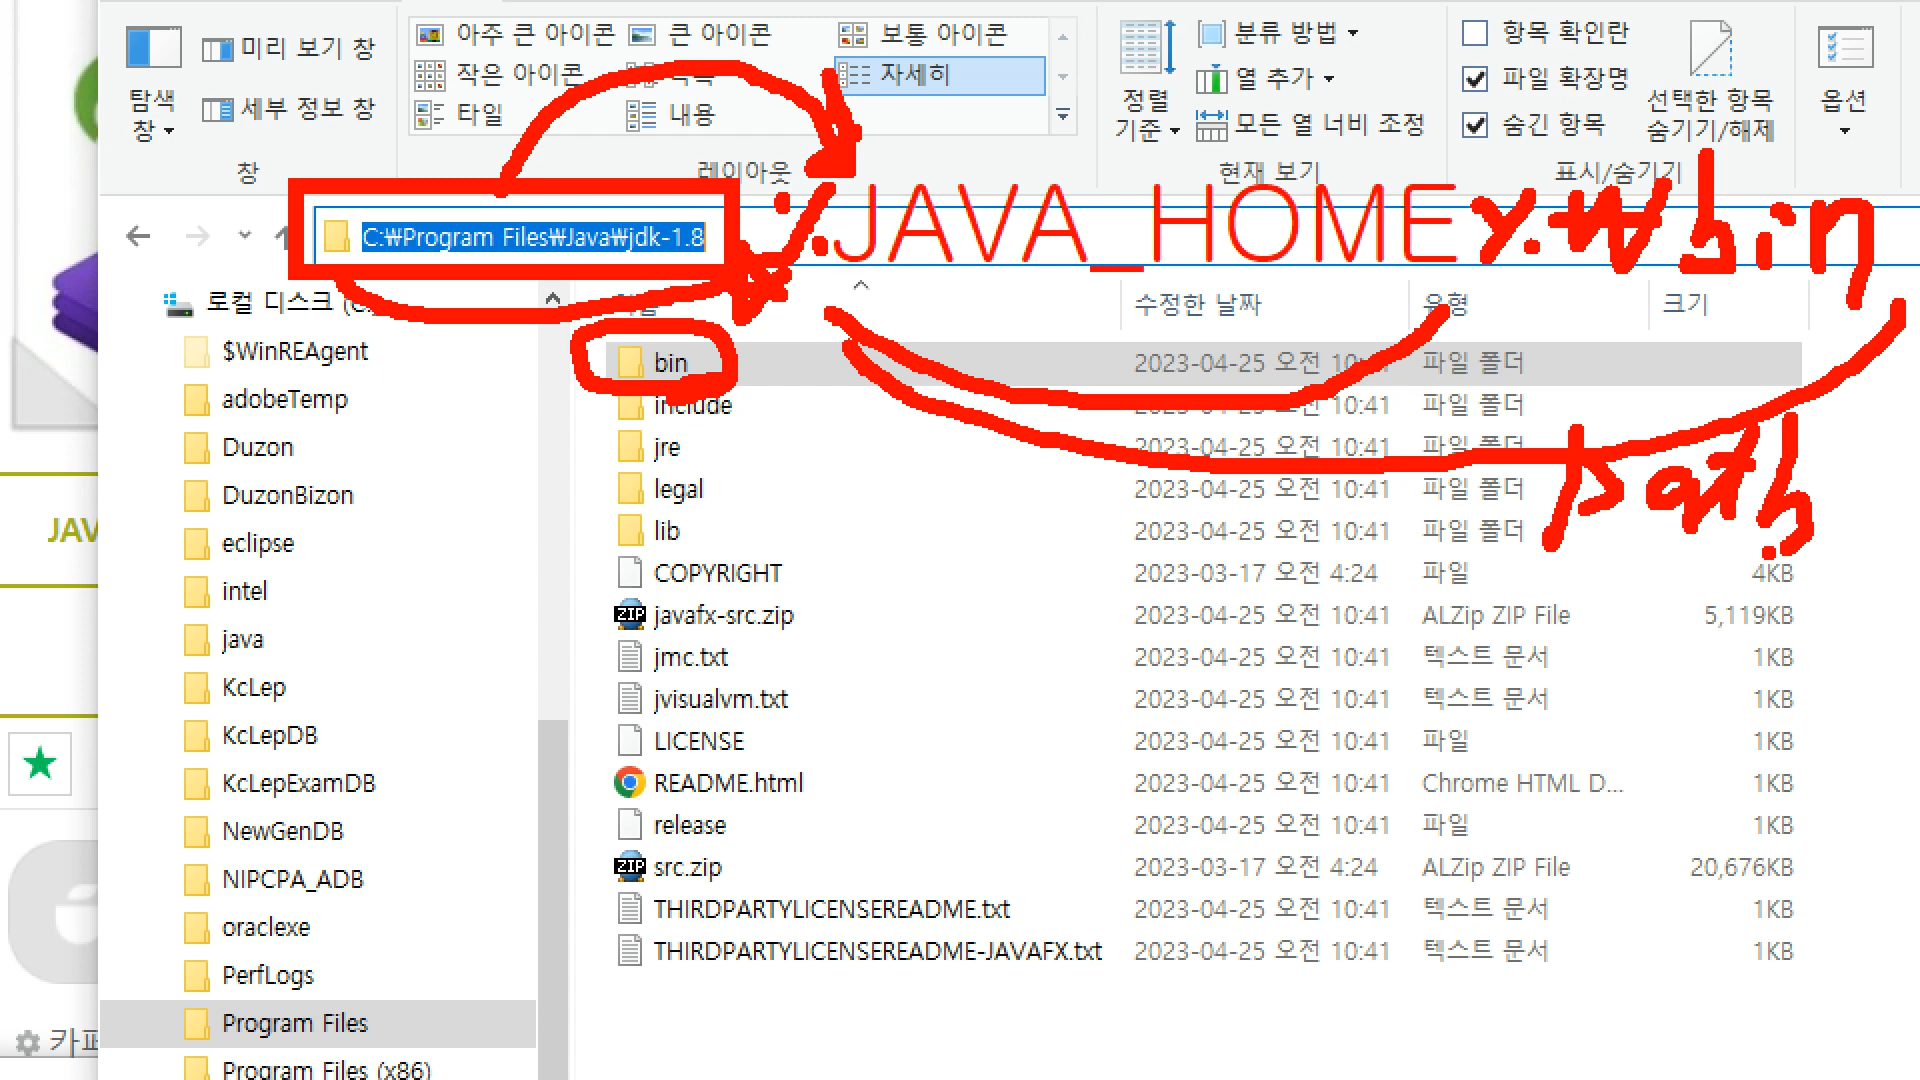 탐색
창
미리 보기 창
세부 정보 창
창
아주 큰 아이콘
큰 아이콘
보통 아이콘
작은 아이콘
자세히
타일
내용
레이아웃
정렬
기준
분류 방법
열 추가
모든 열 너비 조정
현재 보기
항목 확인란
파일 확장명
숨긴 항목
선택한 항목
숨기기/해제
표시/숨기기
옵션
C:₩Program Files₩Java₩jdk-1.8
%JAVA_HOME%₩bin
path
로컬 디스크 (C:
수정한 날짜
유형
크기
$WinREAgent
adobeTemp
Duzon
DuzonBizon
eclipse
intel
java
KcLep
KcLepDB
KcLepExamDB
NewGenDB
NIPCPA_ADB
oraclexe
PerfLogs
Program Files
Program Files (x86)
bin 2023-04-25 오전 10: 파일 폴더
include 오전 10:41 파일 폴더
jre 2023-04-25 오전 10:41 파일 폴더
legal 2023-04-25 오전 10:41 파일 폴더
lib 2023-04-25 오전 10:41 파일 폴더
COPYRIGHT 2023-03-17 오전 4:24 파일 4KB
javafx-src.zip 2023-04-25 오전 10:41 ALZip ZIP File 5,119KB
jmc.txt 2023-04-25 오전 10:41 텍스트 문서 1KB
jvisualvm.txt 2023-04-25 오전 10:41 텍스트 문서 1KB
LICENSE 2023-04-25 오전 10:41 파일 1KB
README.html 2023-04-25 오전 10:41 Chrome HTML D... 1KB
release 2023-04-25 오전 10:41 파일 1KB
src.zip 2023-03-17 오전 4:24 ALZip ZIP File 20,676KB
THIRDPARTYLICENSEREADME.txt 2023-04-25 오전 10:41 텍스트 문서 1KB
THIRDPARTYLICENSEREADME-JAVAFX.txt 2023-04-25 오전 10:41 텍스트 문서 1KB
JAV
카페